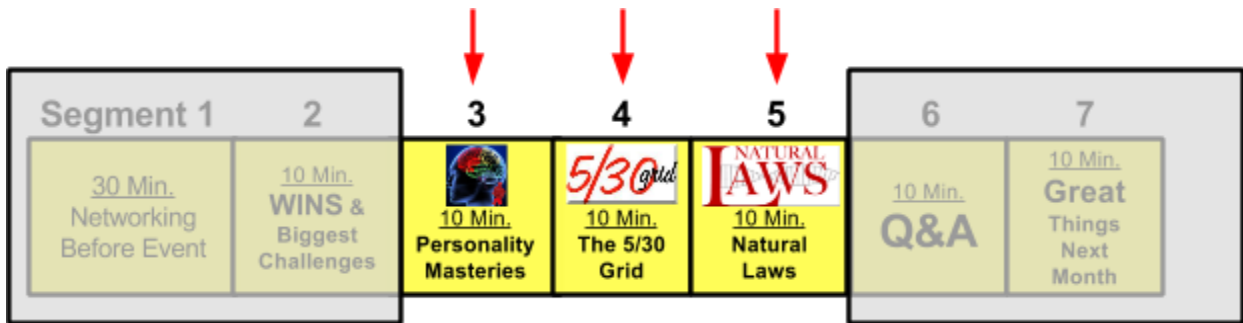 Segment 1
2
3
4
5
6
7
30 Min.
Networking
Before Event
10 Min.
WINS &
Biggest
Challenges
10 Min.
Personality
Masteries
5/30 grid
10 Min.
The 5/30
Grid
NATURAL
LAWS
10 Min.
Natural
Laws
10 Min.
Q&A
10 Min.
Great
Things
Next
Month